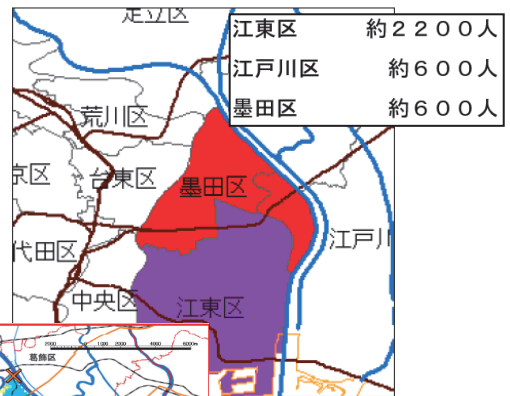 足立区
江東区 約2200人
江戸川区 約600人
墨田区 約600人
荒川区
京区
台東区
墨田区
代田区
江戸川
中央区
江東区
葛飾区